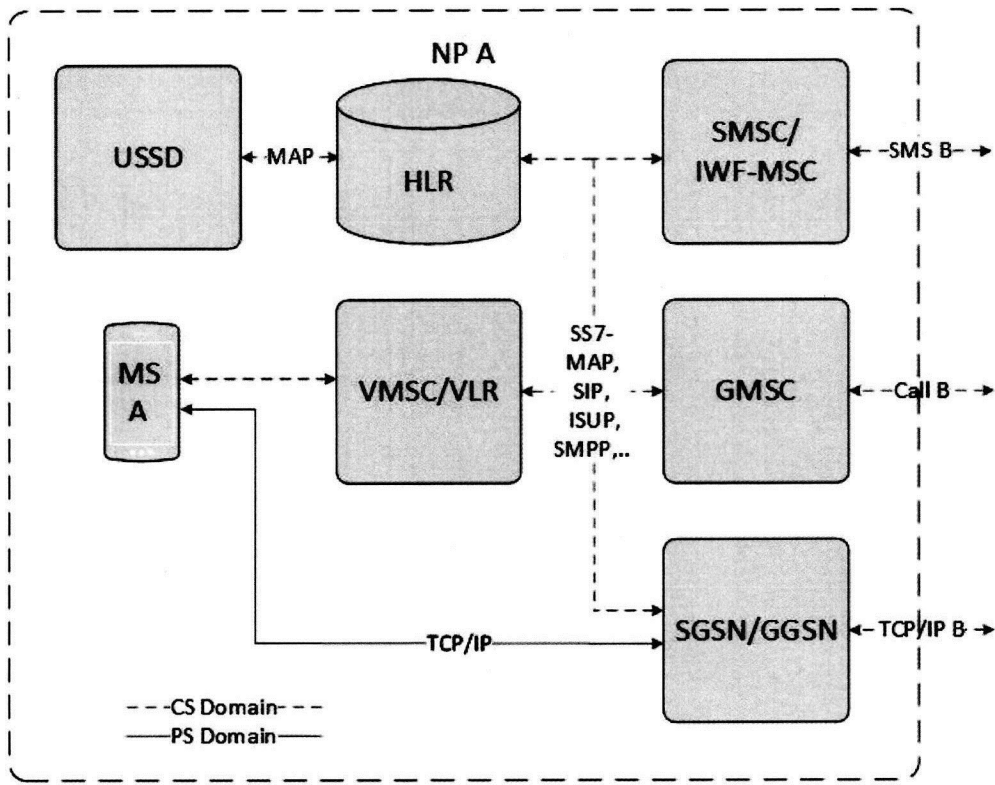 NP A
USSD
MAP
HLR
SMSC/
IWF-MSC
SMS B
MS
A
VMSC/VLR
SS7-
MAP,
SIP,
ISUP,
SMPP,..
GMSC
Call B
TCP/IP
SGSN/GGSN
TCP/IP B
CS Domain
PS Domain